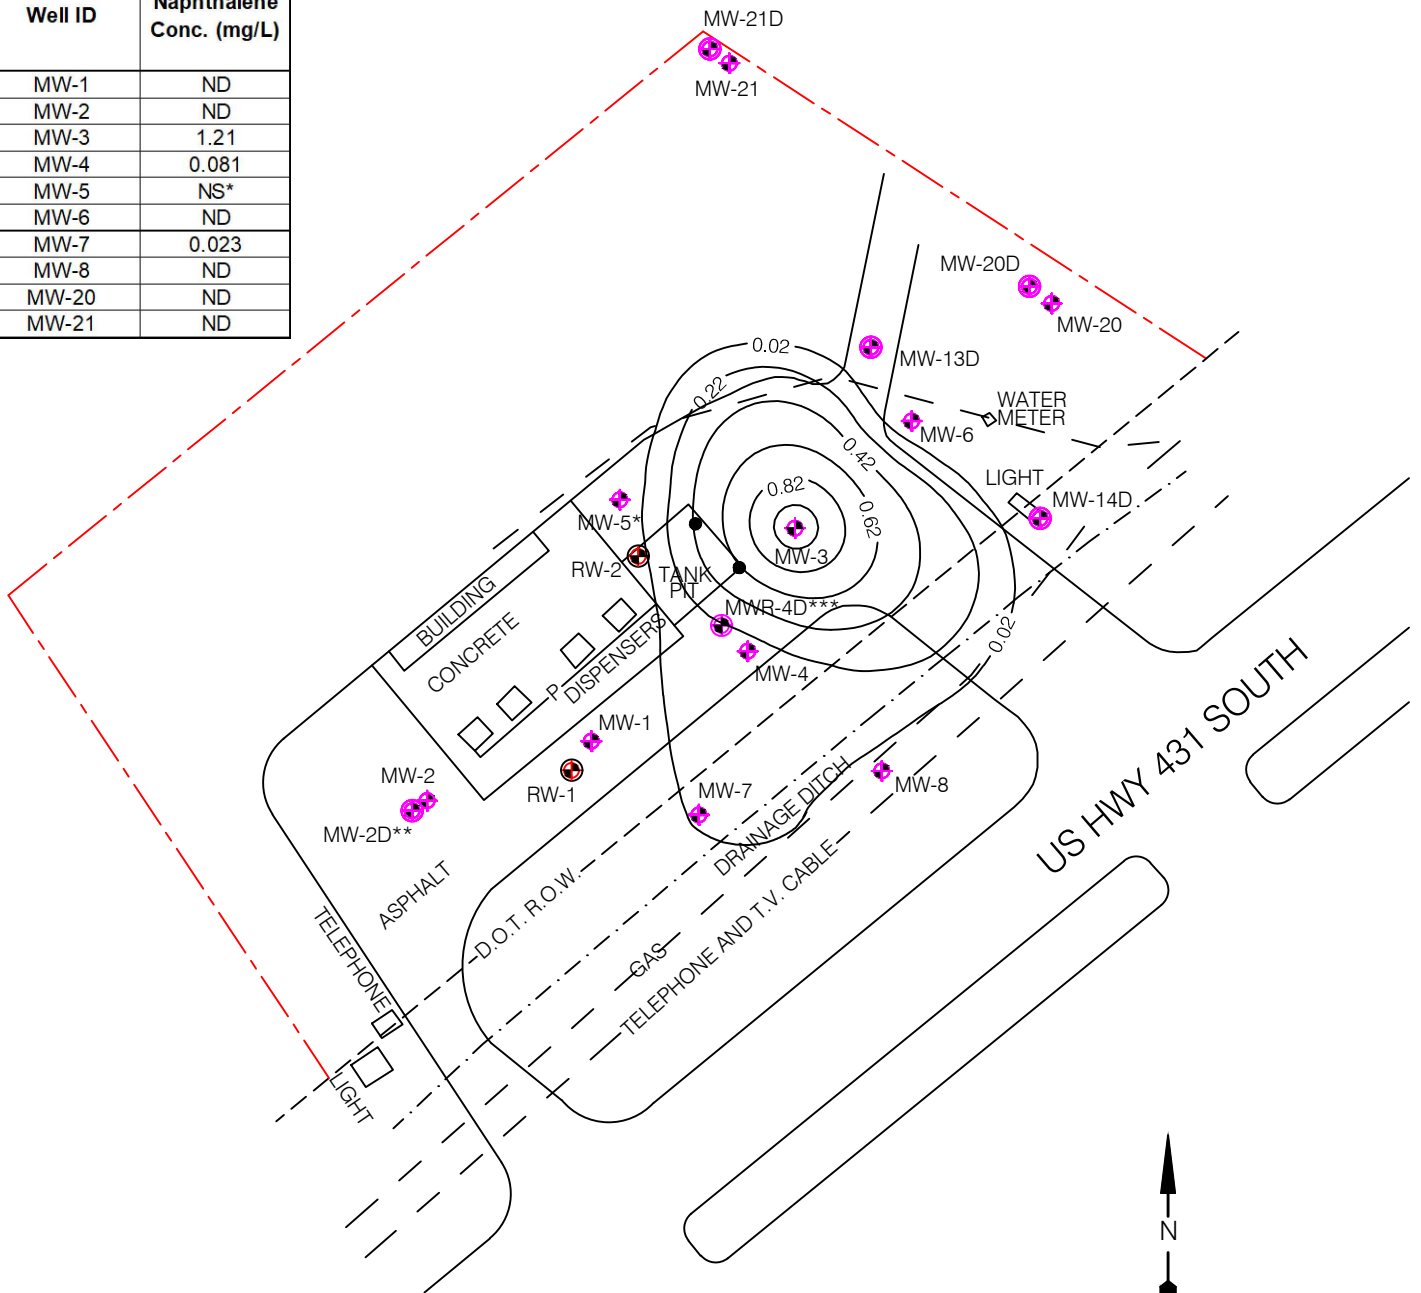 Well ID
Naphthalene
Conc. (mg/L)
MW-1 ND
MW-2 ND
MW-3 1.21
MW-4 0.081
MW-5 NS*
MW-6 ND
MW-7 0.023
MW-8 ND
MW-20 ND
MW-21 ND
MW-21D
MW-21
MW-20D
MW-20
0.02
MW-13D
0.22
WATER
METER
MW-6
0.42
LIGHT
0.82
MW-14D
MW-5*
0.62
MW-3
RW-2
TANK
PIT
BUILDING
MWR-4D***
CONCRETE
DISPENSERS
P
0.02
MW-4
MW-1
US HWY 431 SOUTH
MW-2
RW-1
MW-7
MW-8
MW-2D**
DRAINAGE DITCH
ASPHALT
D.O.T. R.O.W.
TELEPHONE
GAS
TELEPHONE AND T.V. CABLE
LIGHT
N